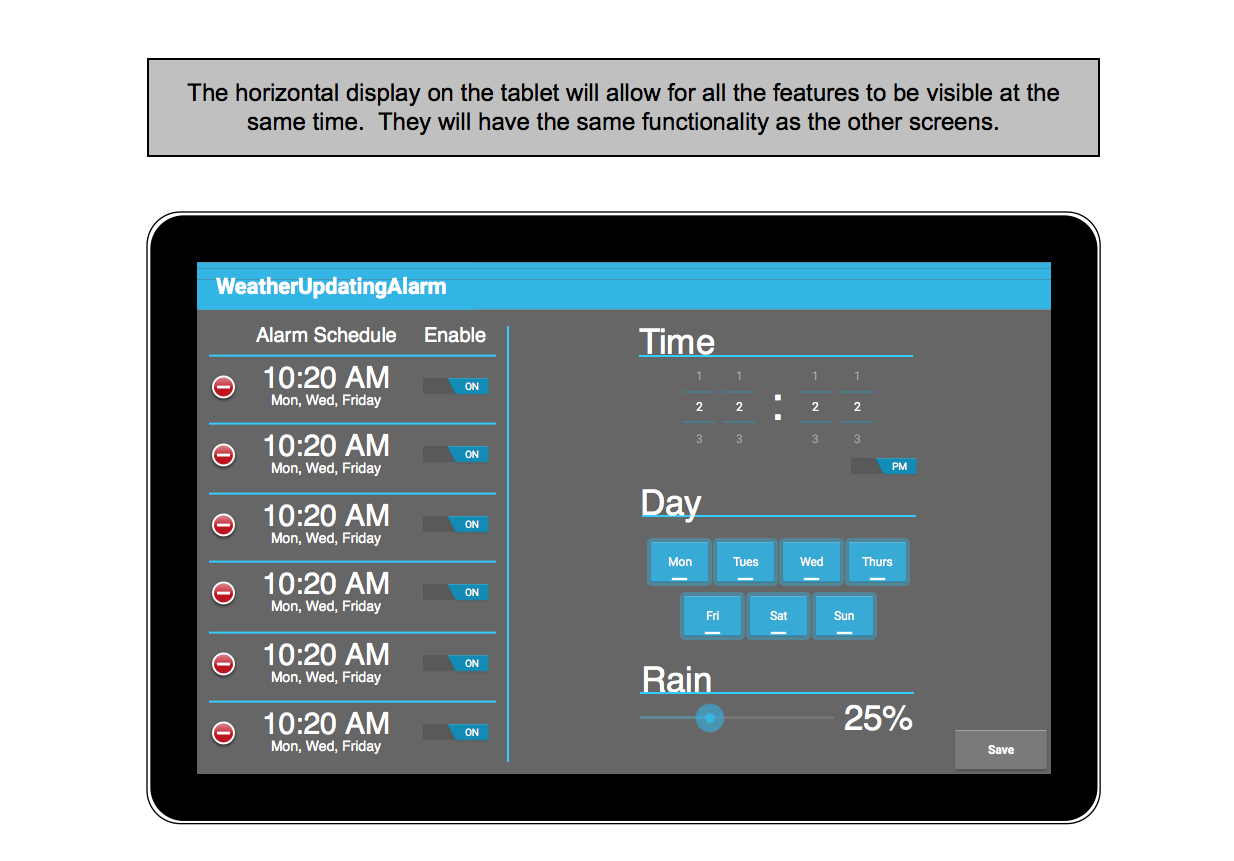 The horizontal display on the tablet will allow for all the features to be visible at the
same time.  They will have the same functionality as the other screens.
WeatherUpdatingAlarm
Alarm Schedule Enable
10:20 AM
Mon, Wed, Friday
ON
10:20 AM
Mon, Wed, Friday
ON
10:20 AM
Mon, Wed, Friday
ON
10:20 AM
Mon, Wed, Friday
ON
10:20 AM
Mon, Wed, Friday
ON
10:20 AM
Mon, Wed, Friday
ON
Time
1 1 1 1
2 2 : 2 2
3 3 3 3
PM
Day
Mon Tues Wed Thurs
Fri Sat Sun
Rain
25%
Save